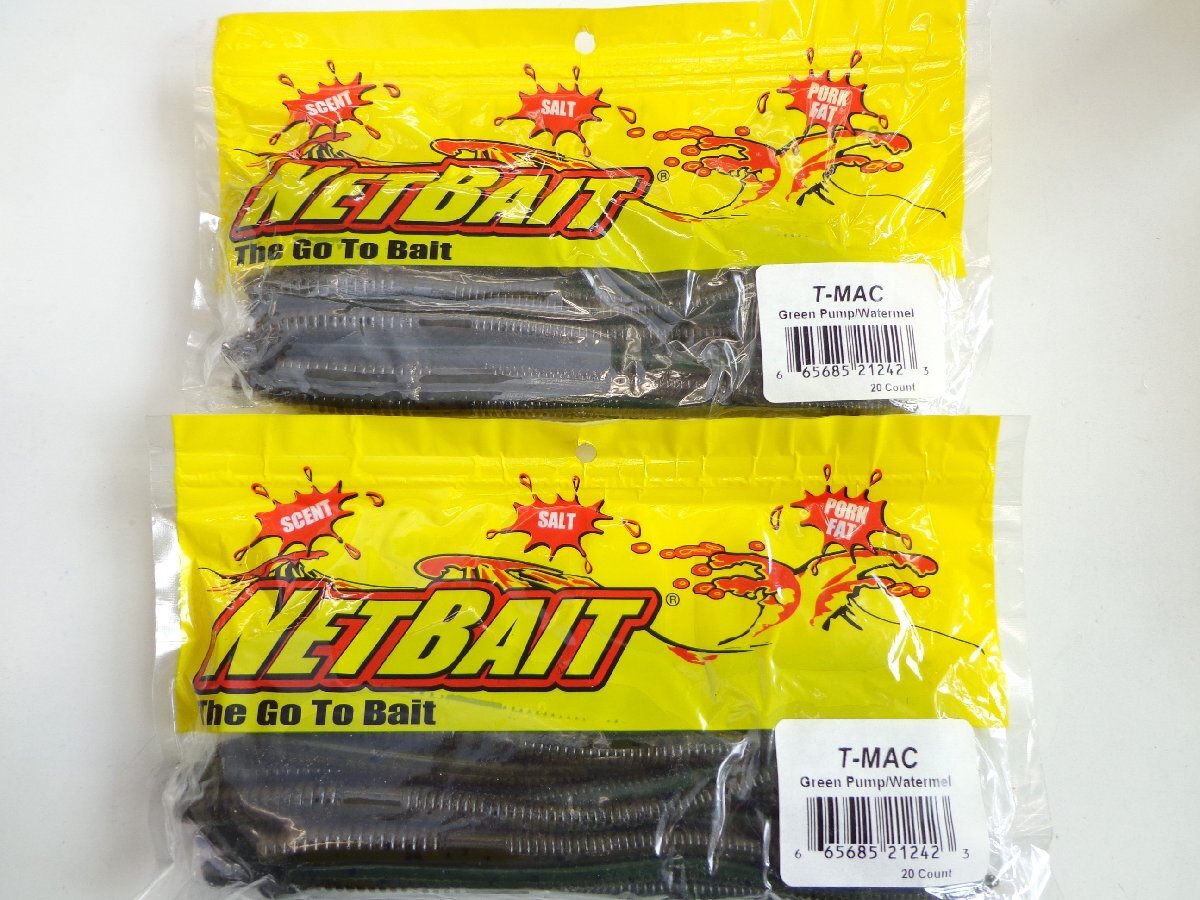 SCENT
SALT
PORK
FAT
NETBAIT®
The Go To Bait
T-MAC
Green Pump/Watermel
6 65685 21242 3
20 Count
SCENT
SALT
PORK
FAT
NETBAIT®
The Go To Bait
T-MAC
Green Pump/Watermel
6 65685 21242 3
20 Count